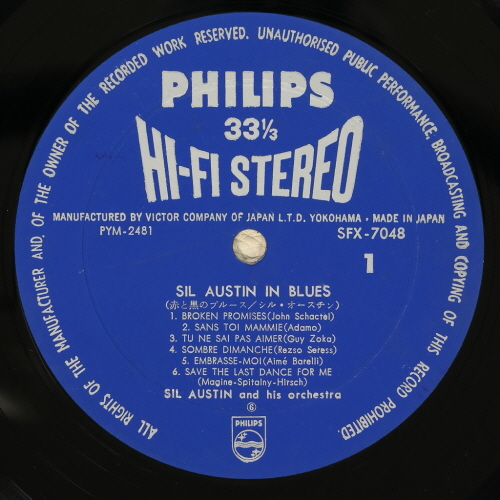 ALL RIGHTS OF THE MANUFACTURER AND OF THE OWNER OF THE RECORDED WORK RESERVED. UNAUTHORISED PUBLIC PERFORMANCE, BROADCASTING AND COPYING OF THIS RECORD PROHIBITED.
PHILIPS
33⅓
HI-FI STEREO
MANUFACTURED BY VICTOR COMPANY OF JAPAN L.T.D. YOKOHAMA · MADE IN JAPAN
PYM-2481
SFX-7048
1
SIL AUSTIN IN BLUES
(赤と黒のブルース/シル・オースチン)
1. BROKEN PROMISES(John Schactel)
2. SANS TOI MAMMIE(Adamo)
3. TU NE SAI PAS AIMER(Guy Zoka)
4. SOMBRE DIMANCHE(Rezso Seress)
5. EMBRASSE-MOI(Aimé Barelli)
6. SAVE THE LAST DANCE FOR ME
(Magine-Spitalny-Hirsch)
SIL AUSTIN and his orchestra
PHILIPS